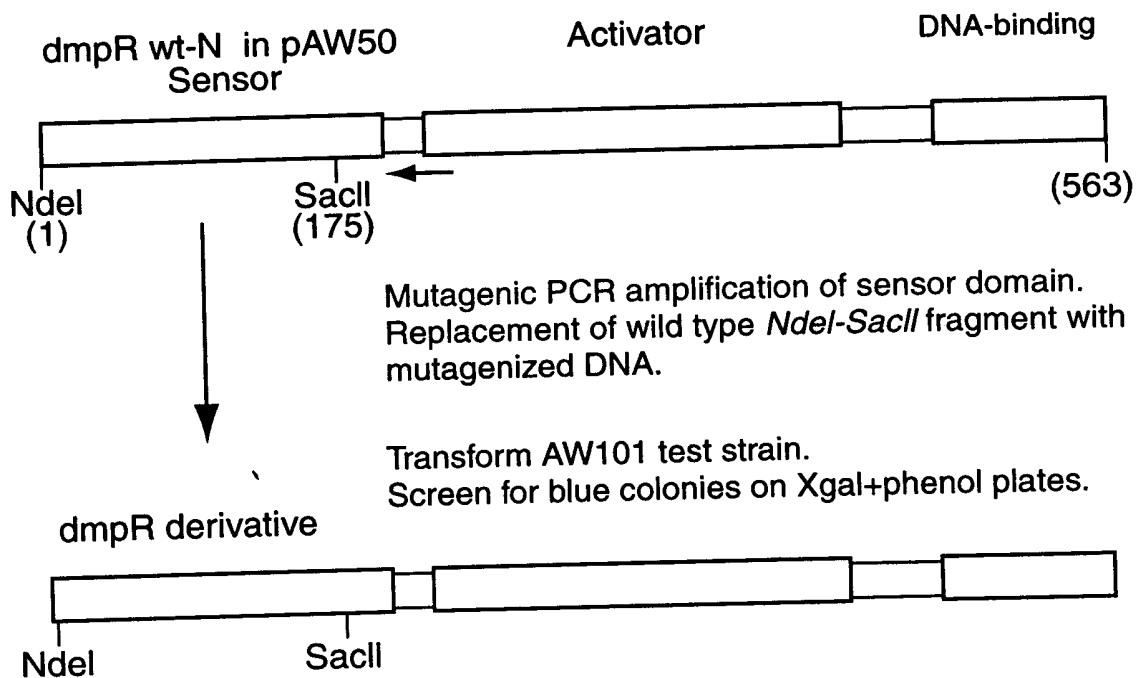 dmpR wt-N in pAW50
Sensor
Activator
DNA-binding
NdeI
(1)
SacII
(175)
(563)
Mutagenic PCR amplification of sensor domain.
Replacement of wild type NdeI-SacII fragment with
mutagenized DNA.
Transform AW101 test strain.
Screen for blue colonies on Xgal+phenol plates.
dmpR derivative
NdeI
SacII